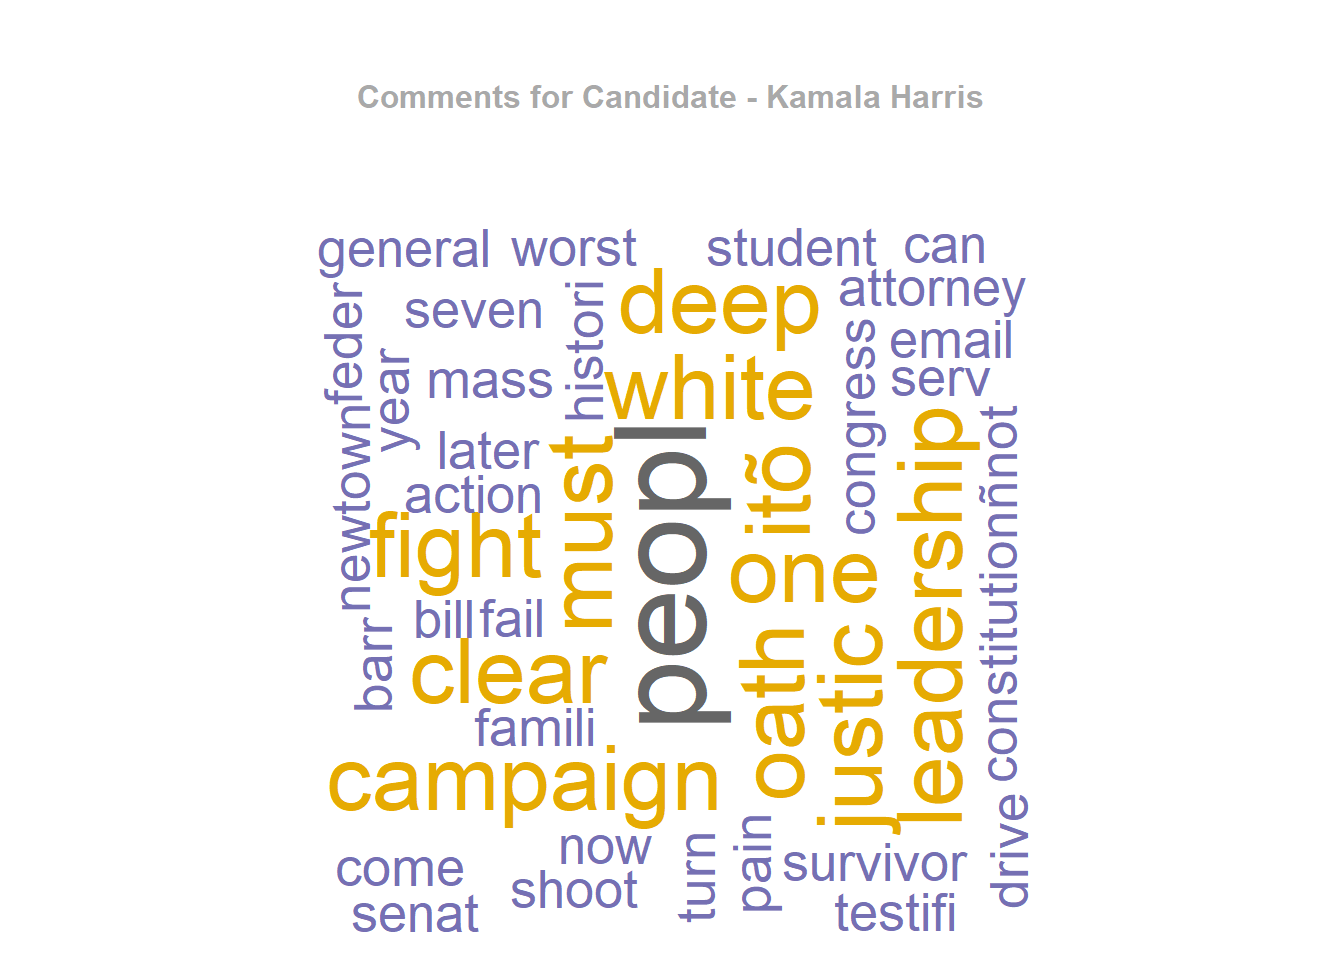 Comments for Candidate - Kamala Harris
general worst student can
attorney
deep
seven
feder
histori
email
year
mass
white
congress
serv
newtown
later
must
peopl
itõ
leadership
constitutionñnot
action
fight
one
bill fail
barr
clear
oath
justic
famili
campaign
now
turn
pain
survivor
drive
come
shoot
senat
testifi